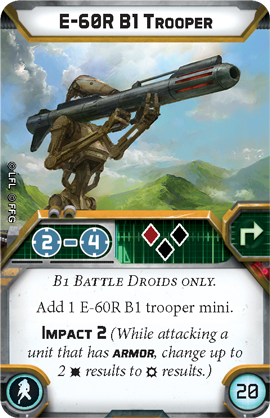 E-60R B1 TROOPER
©LFL ©FFG
2-4
B1 BATTLE DROIDS ONLY.
Add 1 E-60R B1 trooper mini.
IMPACT 2 (While attacking a
unit that has ARMOR, change up to
2 results to results.)
20